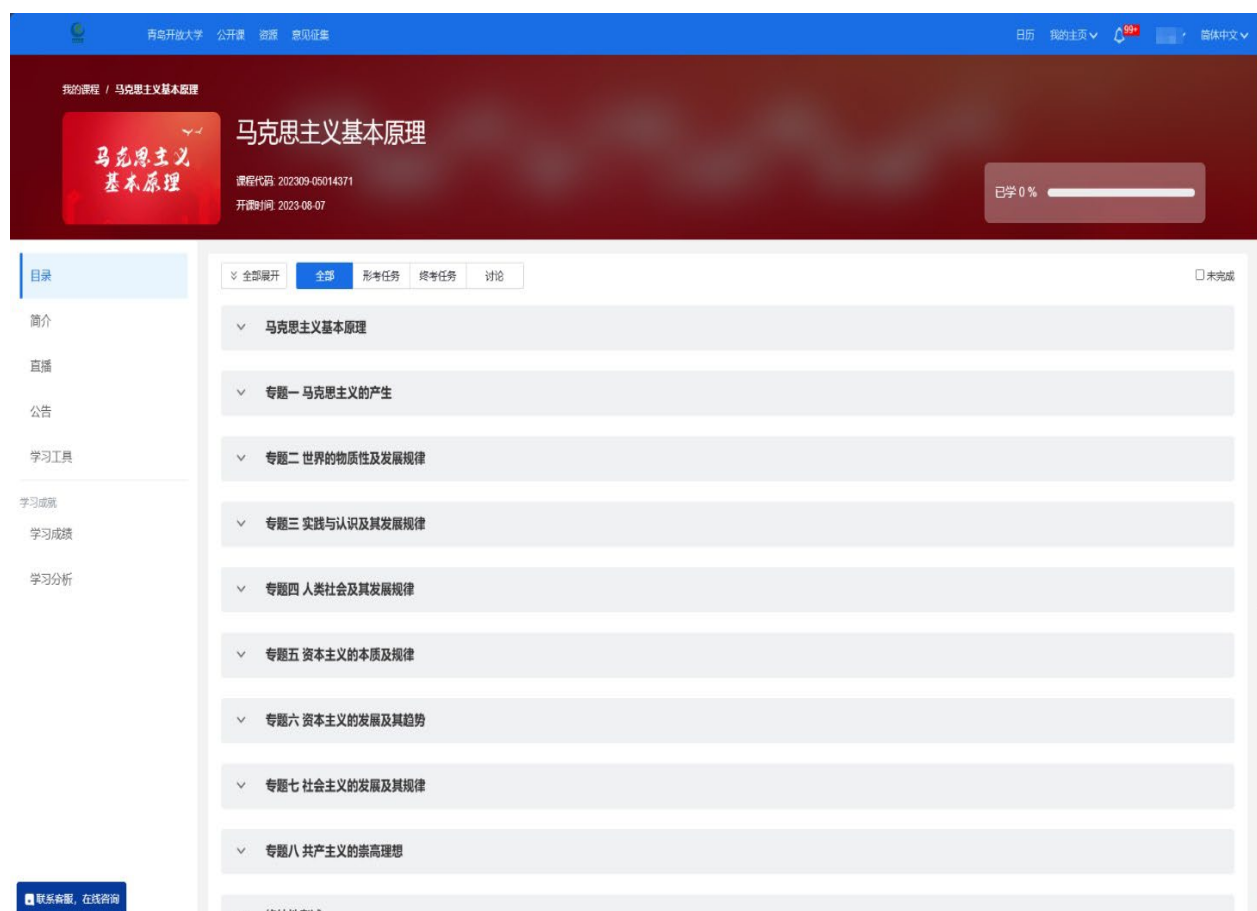 青岛开放大学 公开课 资源 意见征集 日历 我的主页 99+ 简体中文
我的课程 / 马克思主义基本原理
马克思主义
基本原理
马克思主义基本原理
课程代码: 202309-05014371
开课时间: 2023-08-07
已学 0 %
目录
简介
直播
公告
学习工具
学习成就
学习成绩
学习分析
全部展开 全部 形考任务 终考任务 讨论 未完成
马克思主义基本原理
专题一 马克思主义的产生
专题二 世界的物质性及发展规律
专题三 实践与认识及其发展规律
专题四 人类社会及其发展规律
专题五 资本主义的本质及规律
专题六 资本主义的发展及其趋势
专题七 社会主义的发展及其规律
专题八 共产主义的崇高理想
联系客服，在线咨询